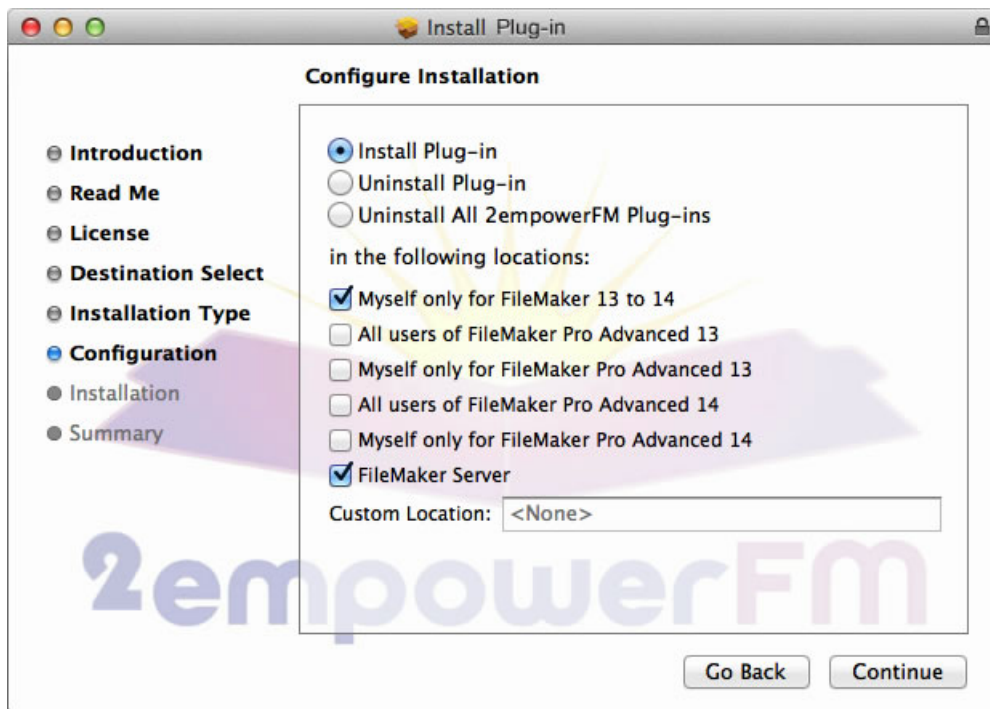 Install Plug-in
Configure Installation
Introduction
Read Me
License
Destination Select
Installation Type
Configuration
Installation
Summary
Install Plug-in
Uninstall Plug-in
Uninstall All 2empowerFM Plug-ins
in the following locations:
Myself only for FileMaker 13 to 14
All users of FileMaker Pro Advanced 13
Myself only for FileMaker Pro Advanced 13
All users of FileMaker Pro Advanced 14
Myself only for FileMaker Pro Advanced 14
FileMaker Server
Custom Location: <None>
2empowerFM
Go Back Continue